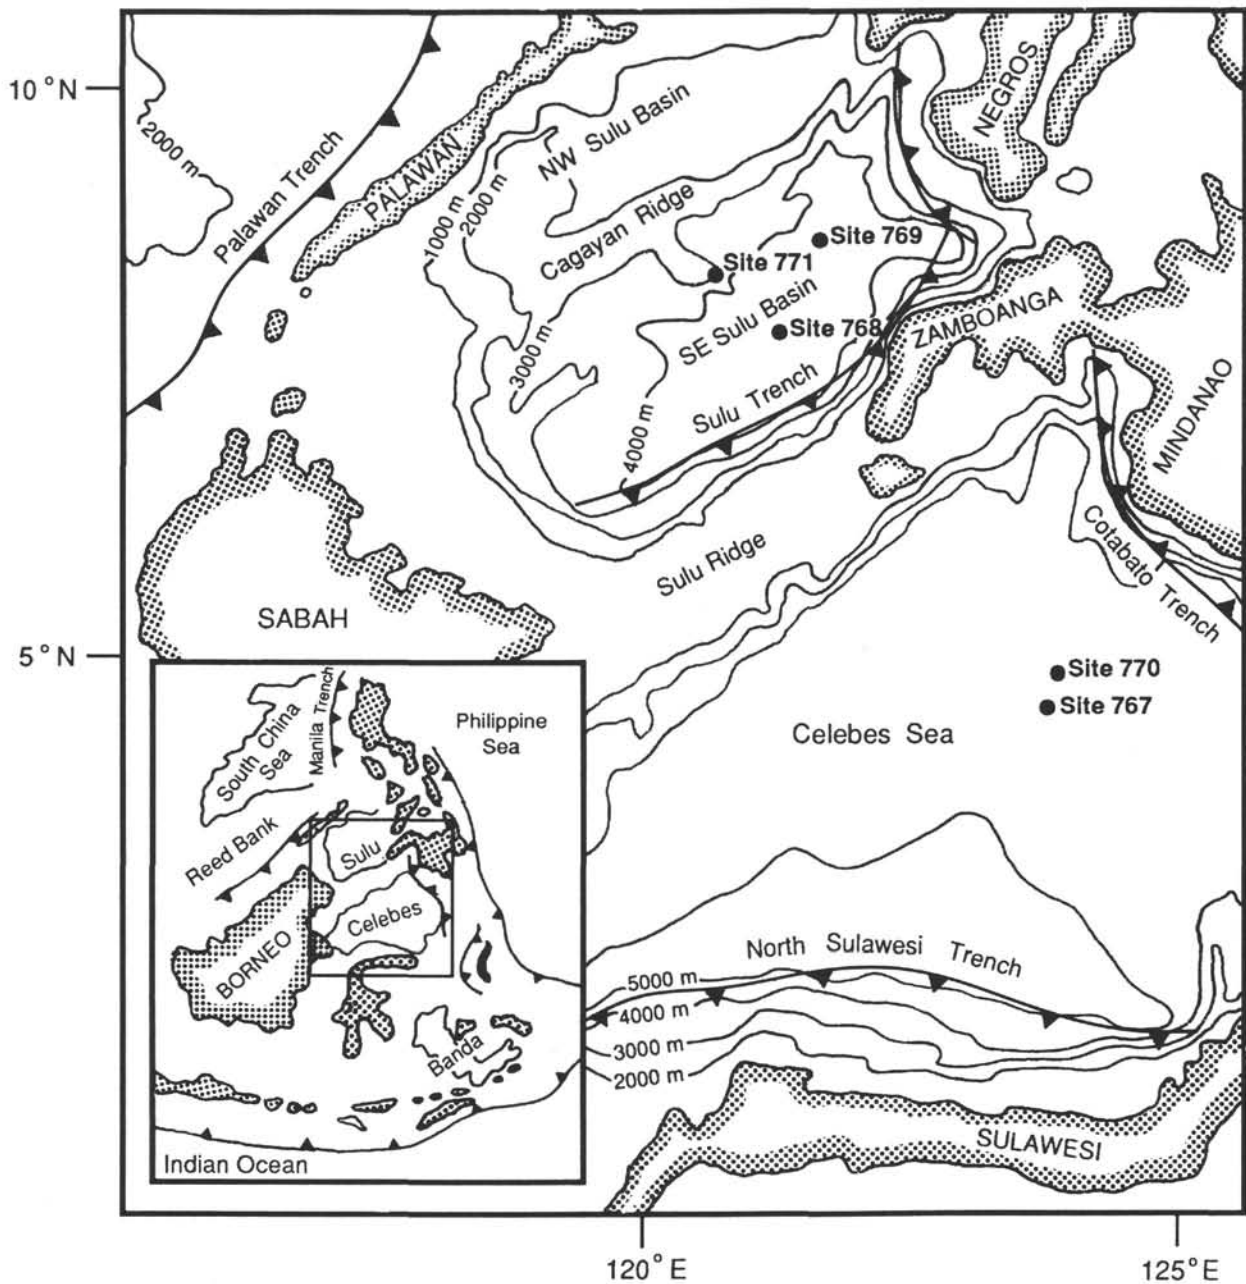 10°N
5°N
120°E
125°E
2000 m
Palawan Trench
PALAWAN
1000 m
2000 m
NW Sulu Basin
Cagayan Ridge
NEGROS
Site 769
Site 771
SE Sulu Basin
Site 768
3000 m
4000 m
Sulu Trench
ZAMBOANGA
MINDANAO
Sulu Ridge
Cotabato Trench
SABAH
Site 770
Site 767
Celebes Sea
North Sulawesi Trench
5000 m
4000 m
3000 m
2000 m
SULAWESI
South China
Sea
Manila Trench
Philippine
Sea
Reed Bank
Sulu
Celebes
BORNEO
Banda
Indian Ocean